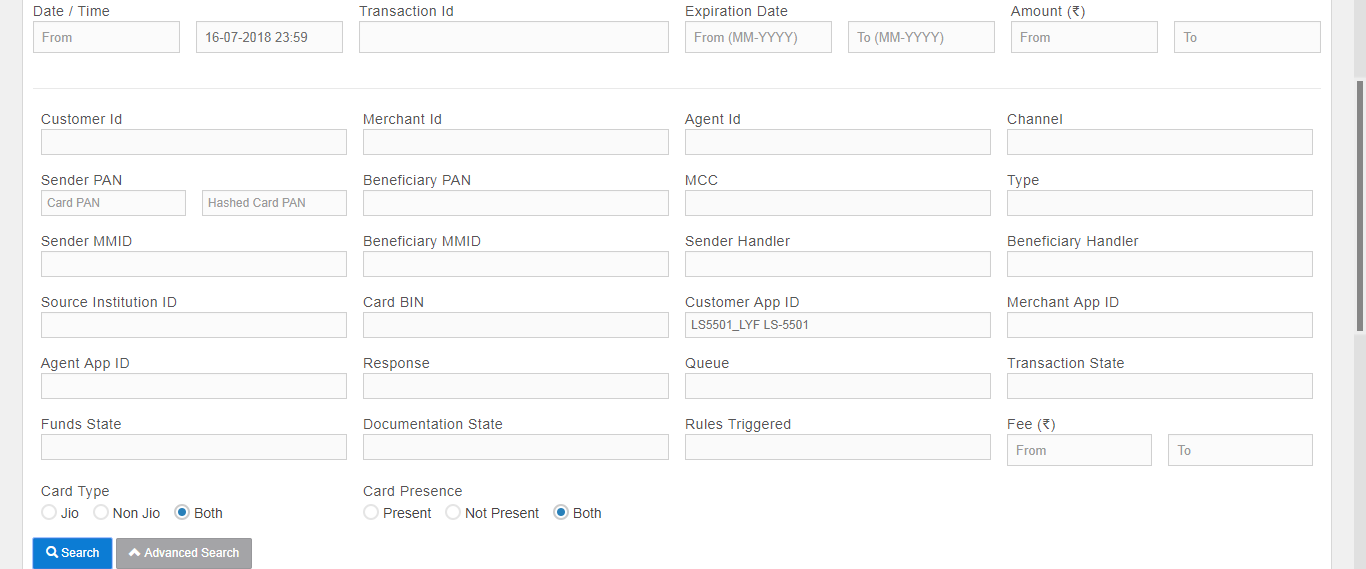 Date / Time Transaction Id Expiration Date Amount (₹)
From 16-07-2018 23:59 From (MM-YYYY) To (MM-YYYY) From To
Customer Id Merchant Id Agent Id Channel
Sender PAN Beneficiary PAN MCC Type
Card PAN Hashed Card PAN
Sender MMID Beneficiary MMID Sender Handler Beneficiary Handler
Source Institution ID Card BIN Customer App ID Merchant App ID
LS5501_LYF LS-5501
Agent App ID Response Queue Transaction State
Funds State Documentation State Rules Triggered Fee (₹)
From To
Card Type Card Presence
Jio Non Jio Both Present Not Present Both
Search Advanced Search